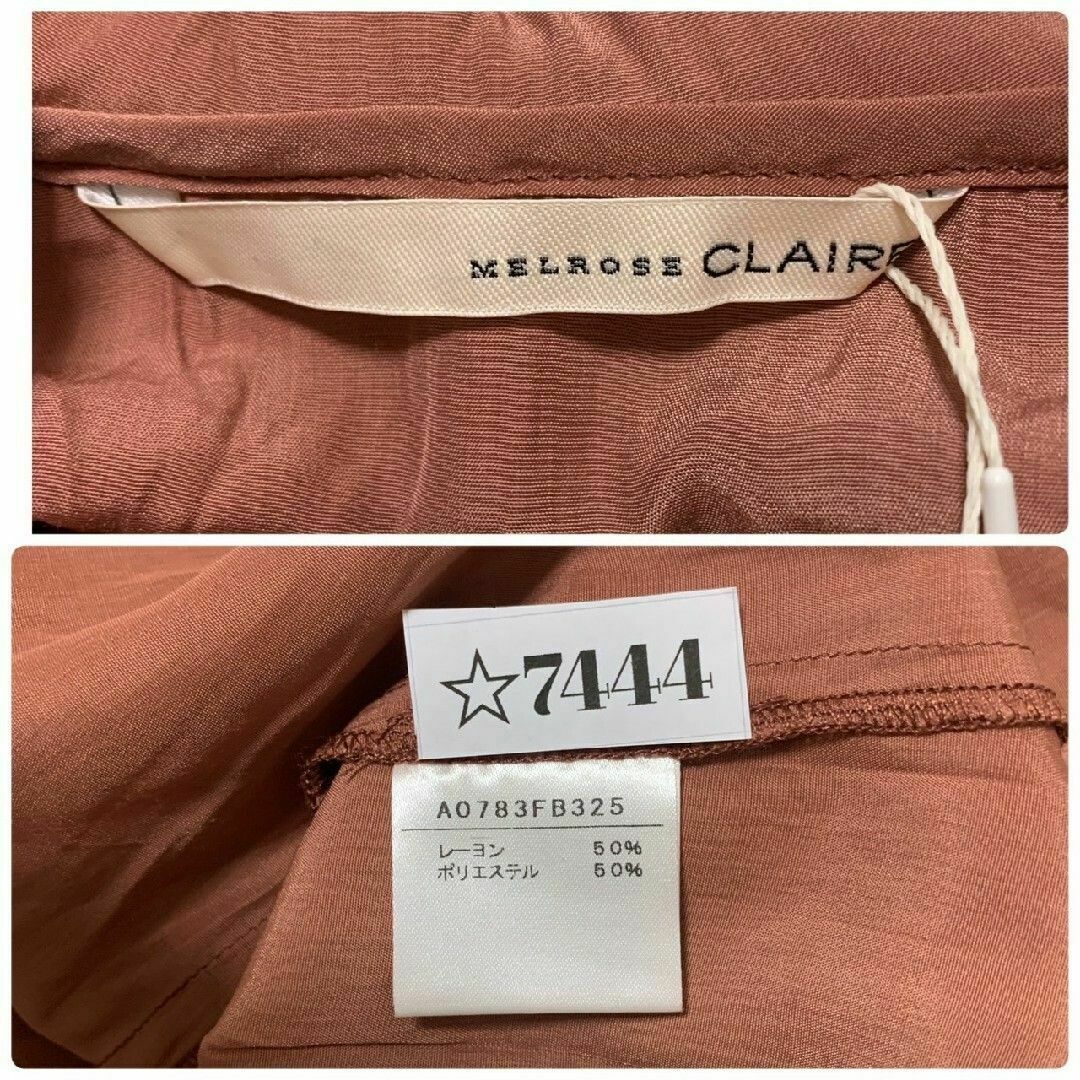 MELROSE CLAIRE
☆7444
A0783FB325
レーヨン 50%
ポリエステル 50%